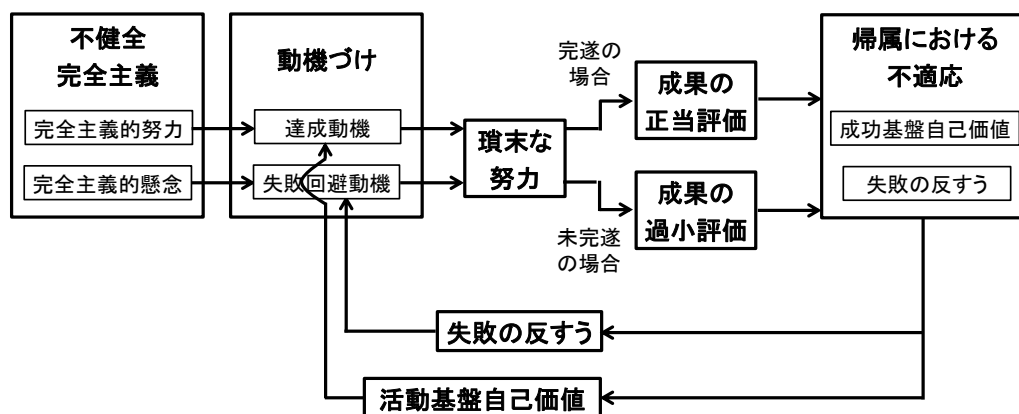 不健全
完全主義
完全主義的努力
完全主義的懸念
動機づけ
達成動機
失敗回避動機
瑣末な
努力
完遂の
場合
未完遂
の場合
成果の
正当評価
成果の
過小評価
帰属における
不適応
成功基盤自己価値
失敗の反すう
失敗の反すう
活動基盤自己価値